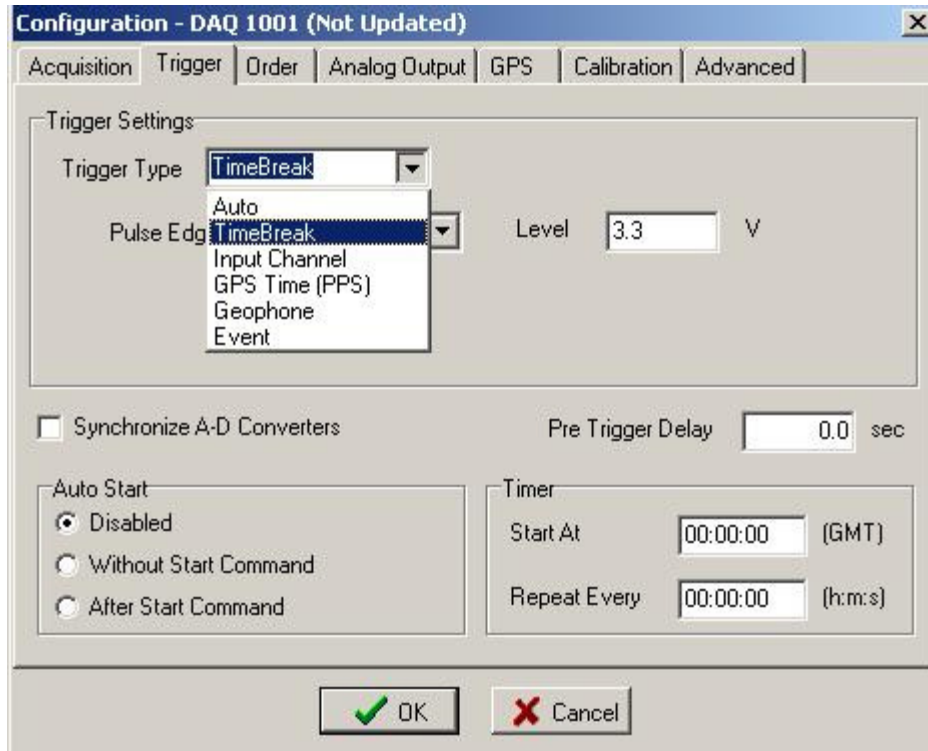 Configuration - DAQ 1001 (Not Updated)
Acquisition Trigger Order Analog Output GPS Calibration Advanced
Trigger Settings
Trigger Type TimeBreak
Auto
Pulse Edg TimeBreak Level 3.3 V
Input Channel
GPS Time (PPS)
Geophone
Event
Synchronize A-D Converters Pre Trigger Delay 0.0 sec
Auto Start
Disabled
Without Start Command
After Start Command
Timer
Start At 00:00:00 (GMT)
Repeat Every 00:00:00 (h:m:s)
OK Cancel